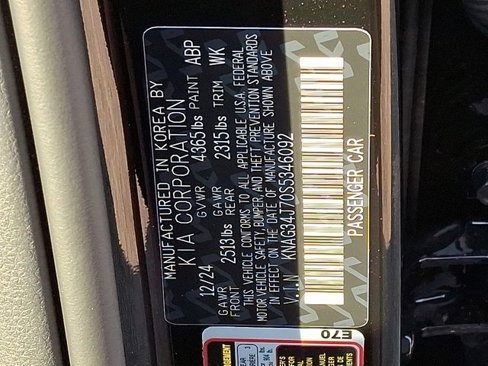 MANUFACTURED IN KOREA BY
KIA CORPORATION
12/24 GVWR 4365lbs PAINT ABP
GAWR FRONT 2513lbs GAWR REAR 2315lbs TRIM WK
THIS VEHICLE CONFORMS TO ALL APPLICABLE U.S.A. FEDERAL
MOTOR VEHICLE SAFETY, BUMPER, AND THEFT PREVENTION STANDARDS
IN EFFECT ON THE DATE OF MANUFACTURE SHOWN ABOVE
V.I.N KNAG34J70S5346092
PASSENGER CAR
E70